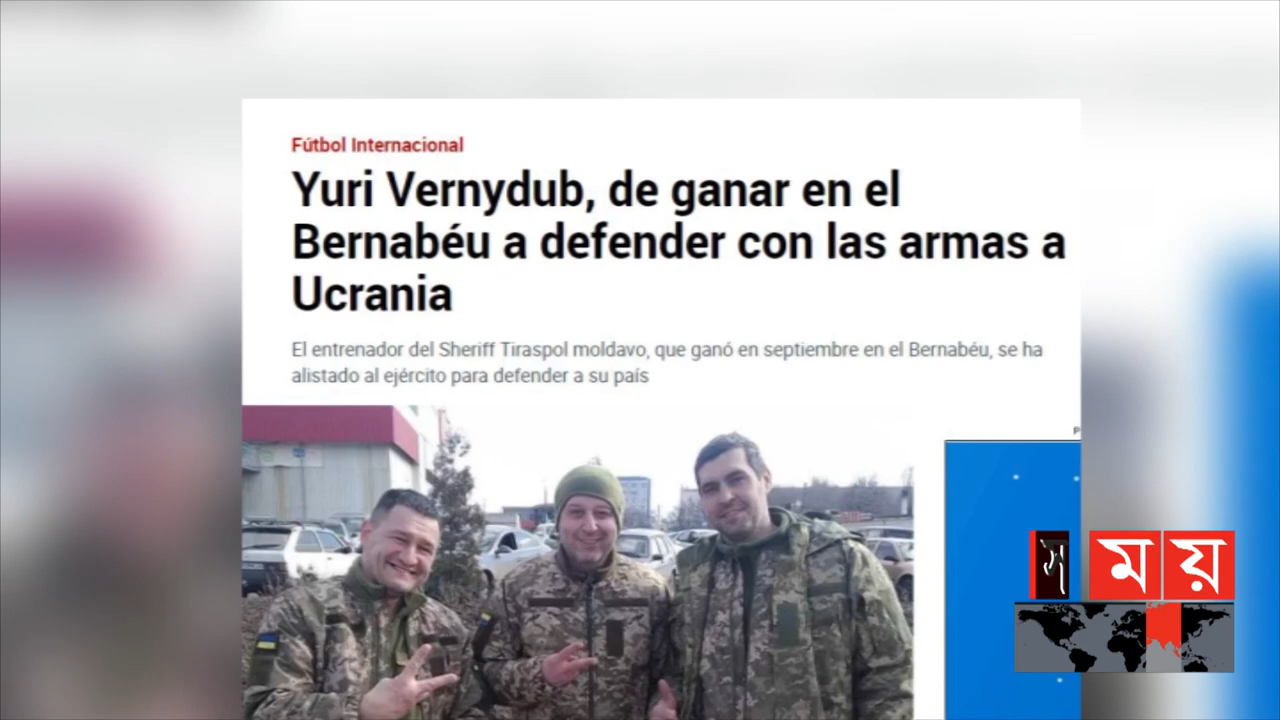 Fútbol Internacional
Yuri Vernydub, de ganar en el
Bernabéu a defender con las armas a
Ucrania
El entrenador del Sheriff Tiraspol moldavo, que ganó en septiembre en el Bernabéu, se ha
alistado al ejército para defender a su país
P
সময়